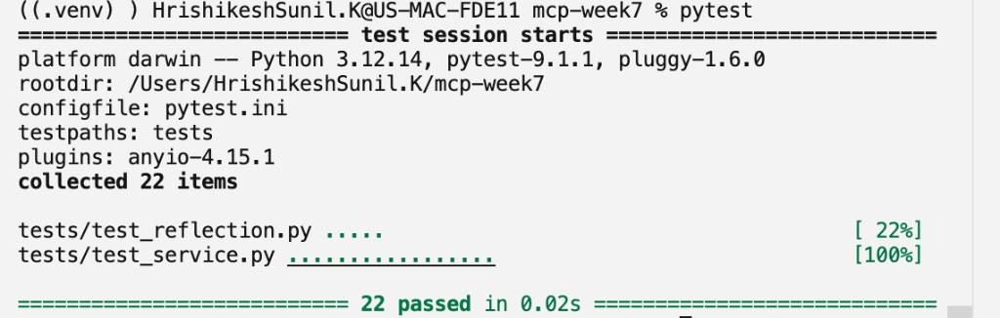 ((.venv) ) HrishikeshSunil.K@US-MAC-FDE11 mcp-week7 % pytest
=========================== test session starts ===========================
platform darwin -- Python 3.12.14, pytest-9.1.1, pluggy-1.6.0
rootdir: /Users/HrishikeshSunil.K/mcp-week7
configfile: pytest.ini
testpaths: tests
plugins: anyio-4.15.1
collected 22 items
tests/test_reflection.py ..... [ 22%]
tests/test_service.py ................. [100%]
=========================== 22 passed in 0.02s ============================